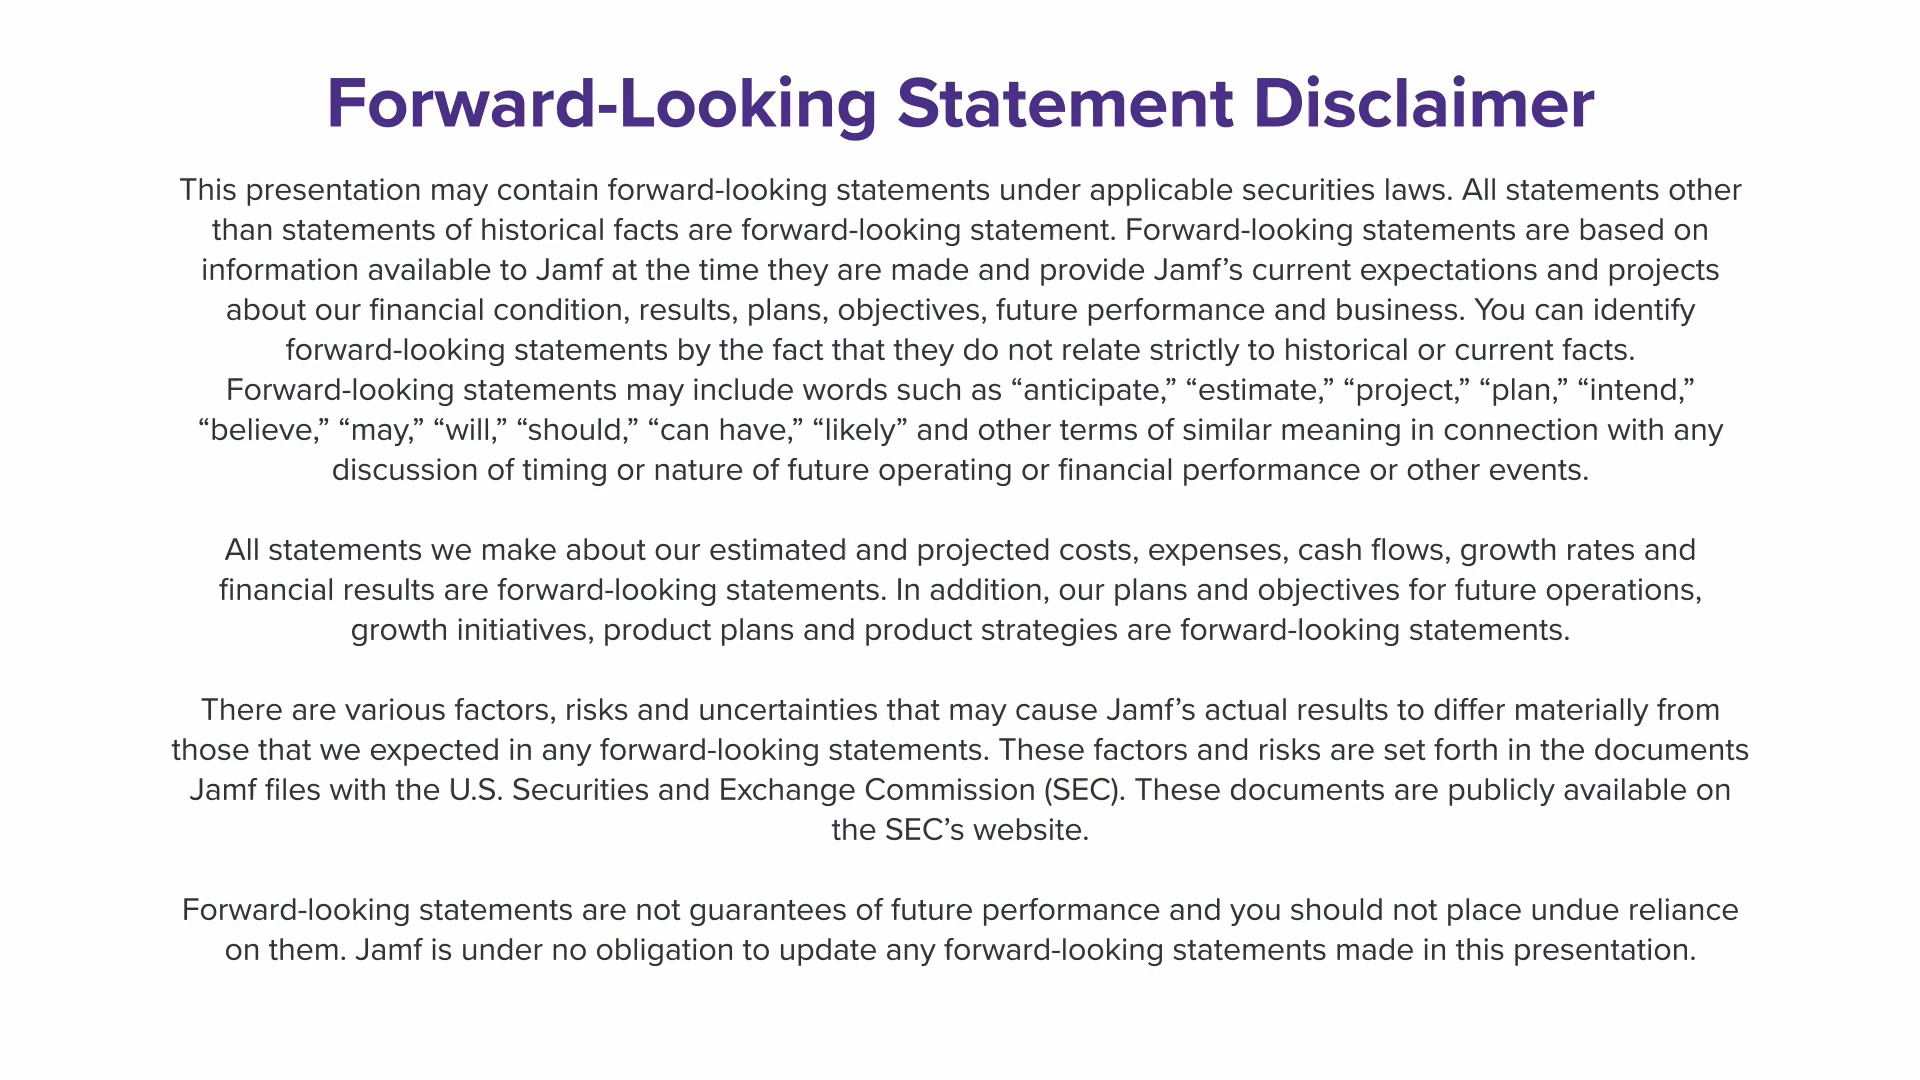 Forward-Looking Statement Disclaimer
This presentation may contain forward-looking statements under applicable securities laws. All statements other
than statements of historical facts are forward-looking statement. Forward-looking statements are based on
information available to Jamf at the time they are made and provide Jamf’s current expectations and projects
about our financial condition, results, plans, objectives, future performance and business. You can identify
forward-looking statements by the fact that they do not relate strictly to historical or current facts.
Forward-looking statements may include words such as “anticipate,” “estimate,” “project,” “plan,” “intend,”
“believe,” “may,” “will,” “should,” “can have,” “likely” and other terms of similar meaning in connection with any
discussion of timing or nature of future operating or financial performance or other events.
All statements we make about our estimated and projected costs, expenses, cash flows, growth rates and
financial results are forward-looking statements. In addition, our plans and objectives for future operations,
growth initiatives, product plans and product strategies are forward-looking statements.
There are various factors, risks and uncertainties that may cause Jamf’s actual results to differ materially from
those that we expected in any forward-looking statements. These factors and risks are set forth in the documents
Jamf files with the U.S. Securities and Exchange Commission (SEC). These documents are publicly available on
the SEC’s website.
Forward-looking statements are not guarantees of future performance and you should not place undue reliance
on them. Jamf is under no obligation to update any forward-looking statements made in this presentation.